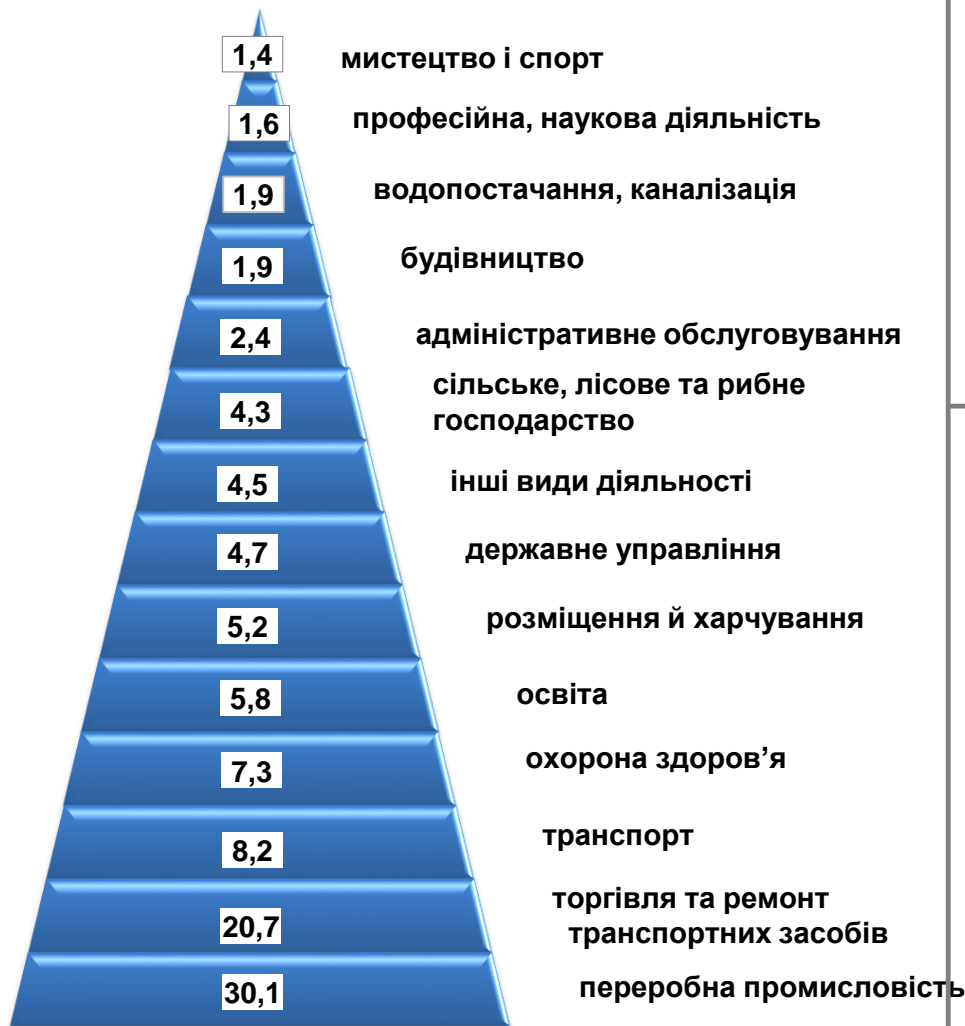 1,4 мистецтво і спорт
1,6 професійна, наукова діяльність
1,9 водопостачання, каналізація
1,9 будівництво
2,4 адміністративне обслуговування
4,3 сільське, лісове та рибне
господарство
4,5 інші види діяльності
4,7 державне управління
5,2 розміщення й харчування
5,8 освіта
7,3 охорона здоров’я
8,2 транспорт
20,7 торгівля та ремонт
транспортних засобів
30,1 переробна промисловість